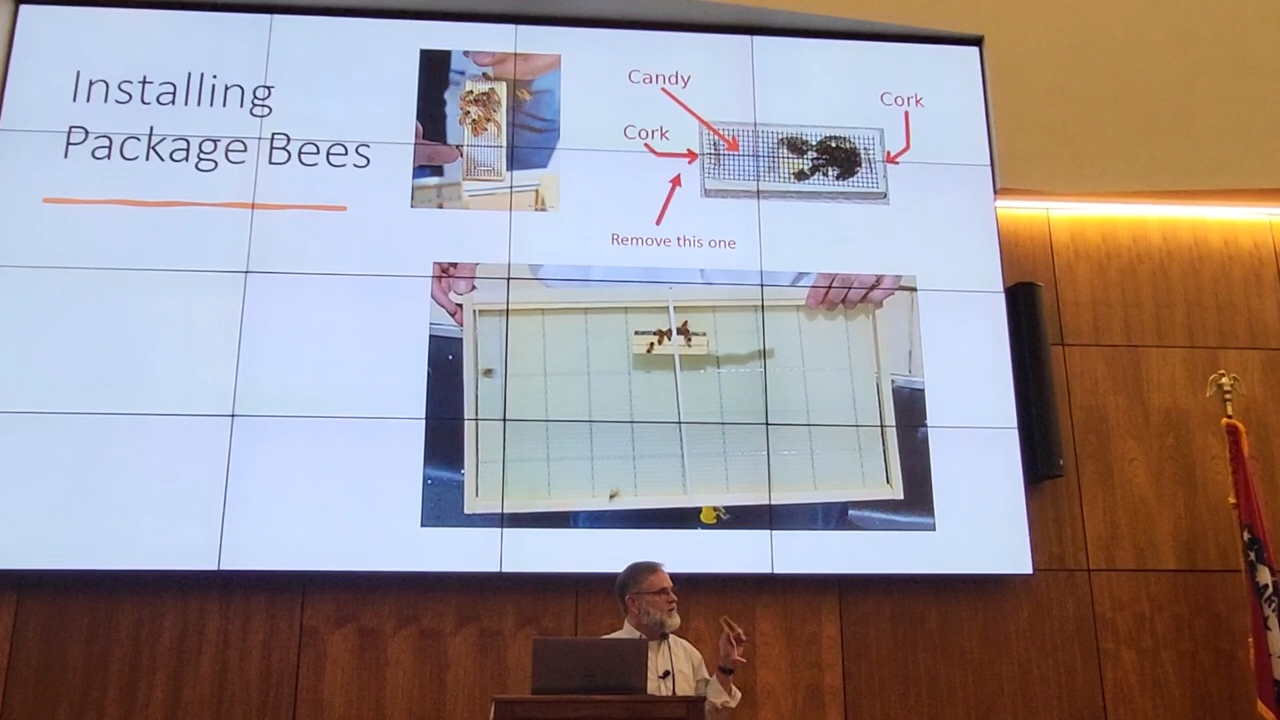 Installing
Package Bees
Candy
Cork
Cork
Remove this one